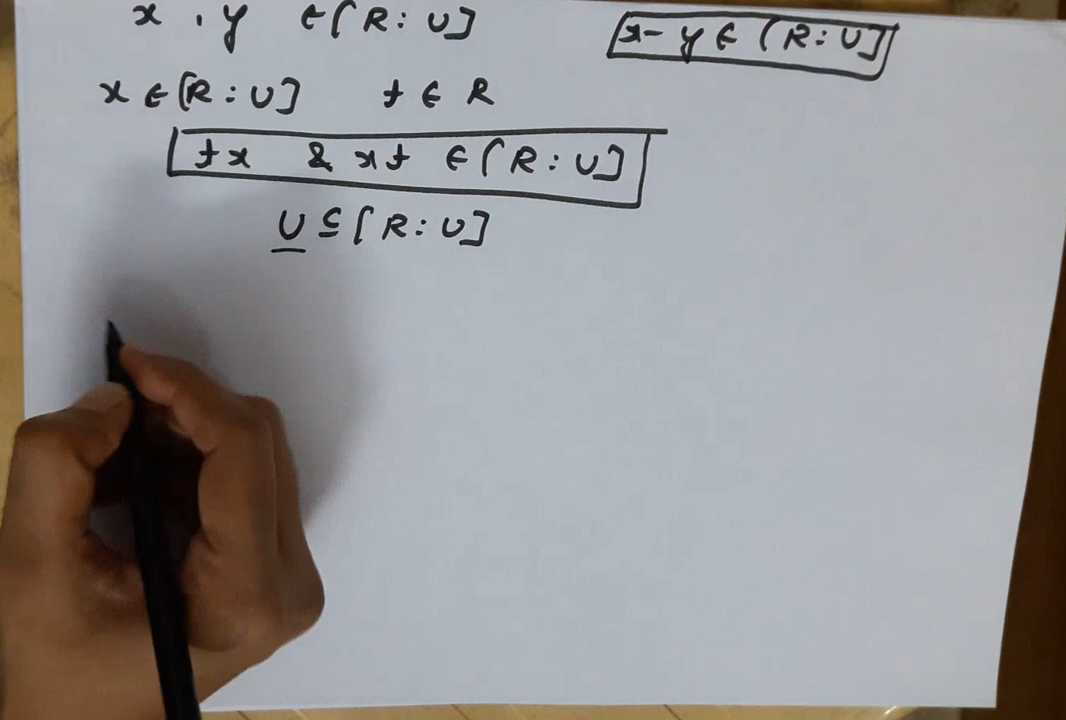 x , y ∈ [R : U] x - y ∈ [R : U]
x ∈ [R : U] t ∈ R
tx & xt ∈ [R : U]
U ⊆ [R : U]